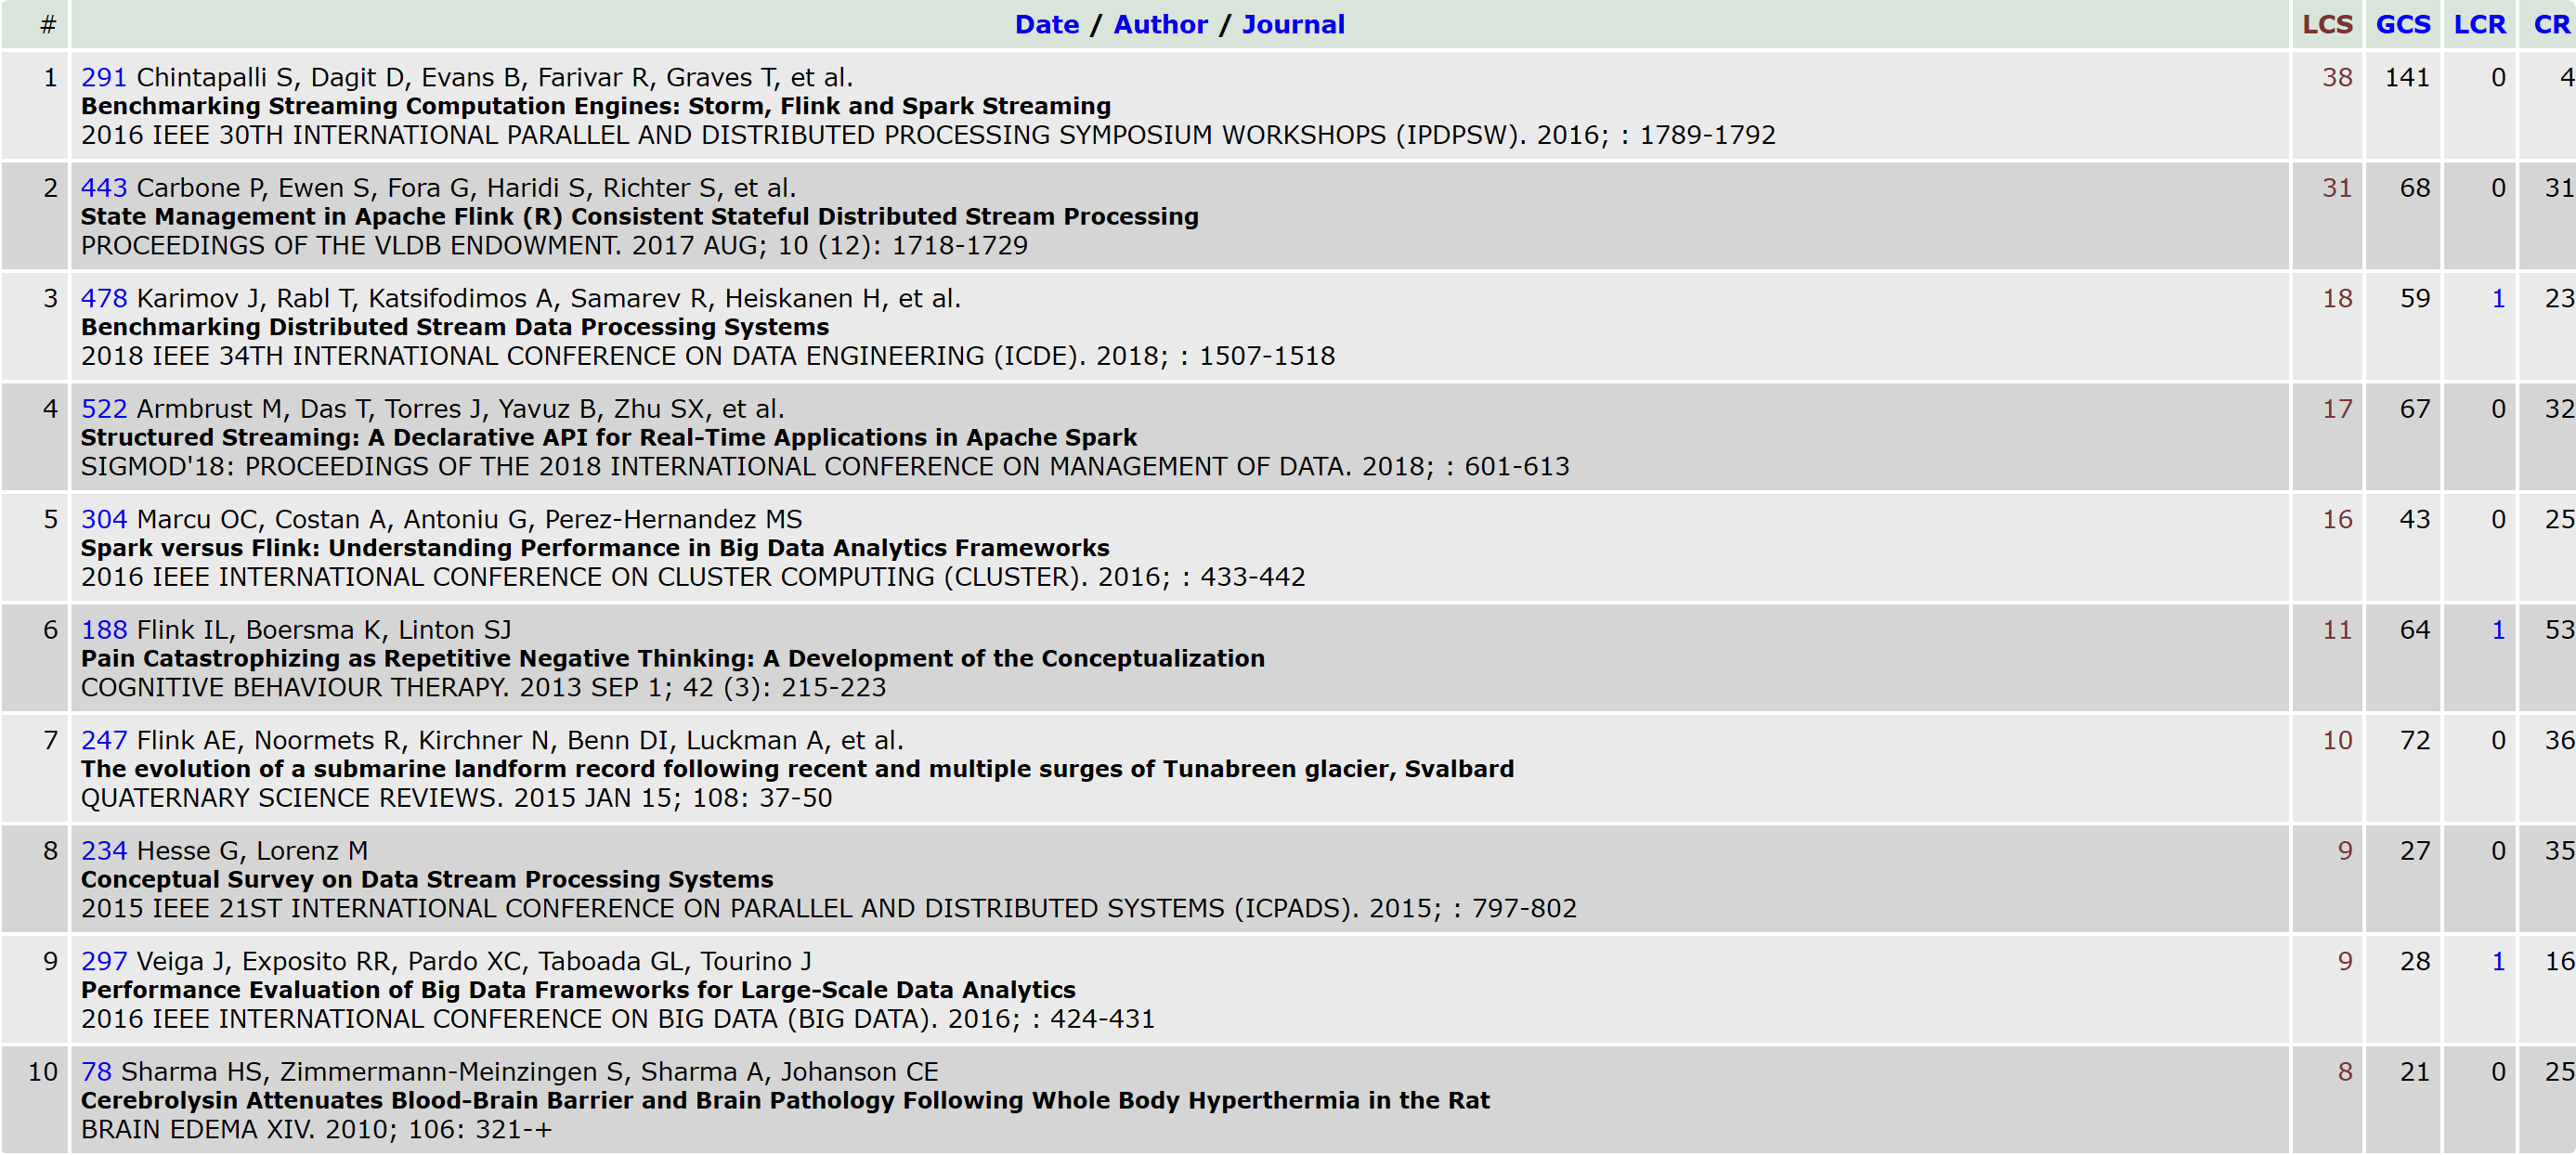 # Date / Author / Journal LCS GCS LCR CR
1 291 Chintapalli S, Dagit D, Evans B, Farivar R, Graves T, et al. 38 141 0 4
Benchmarking Streaming Computation Engines: Storm, Flink and Spark Streaming
2016 IEEE 30TH INTERNATIONAL PARALLEL AND DISTRIBUTED PROCESSING SYMPOSIUM WORKSHOPS (IPDPSW). 2016; : 1789-1792
2 443 Carbone P, Ewen S, Fora G, Haridi S, Richter S, et al. 31 68 0 31
State Management in Apache Flink (R) Consistent Stateful Distributed Stream Processing
PROCEEDINGS OF THE VLDB ENDOWMENT. 2017 AUG; 10 (12): 1718-1729
3 478 Karimov J, Rabl T, Katsifodimos A, Samarev R, Heiskanen H, et al. 18 59 1 23
Benchmarking Distributed Stream Data Processing Systems
2018 IEEE 34TH INTERNATIONAL CONFERENCE ON DATA ENGINEERING (ICDE). 2018; : 1507-1518
4 522 Armbrust M, Das T, Torres J, Yavuz B, Zhu SX, et al. 17 67 0 32
Structured Streaming: A Declarative API for Real-Time Applications in Apache Spark
SIGMOD'18: PROCEEDINGS OF THE 2018 INTERNATIONAL CONFERENCE ON MANAGEMENT OF DATA. 2018; : 601-613
5 304 Marcu OC, Costan A, Antoniu G, Perez-Hernandez MS 16 43 0 25
Spark versus Flink: Understanding Performance in Big Data Analytics Frameworks
2016 IEEE INTERNATIONAL CONFERENCE ON CLUSTER COMPUTING (CLUSTER). 2016; : 433-442
6 188 Flink IL, Boersma K, Linton SJ 11 64 1 53
Pain Catastrophizing as Repetitive Negative Thinking: A Development of the Conceptualization
COGNITIVE BEHAVIOUR THERAPY. 2013 SEP 1; 42 (3): 215-223
7 247 Flink AE, Noormets R, Kirchner N, Benn DI, Luckman A, et al. 10 72 0 36
The evolution of a submarine landform record following recent and multiple surges of Tunabreen glacier, Svalbard
QUATERNARY SCIENCE REVIEWS. 2015 JAN 15; 108: 37-50
8 234 Hesse G, Lorenz M 9 27 0 35
Conceptual Survey on Data Stream Processing Systems
2015 IEEE 21ST INTERNATIONAL CONFERENCE ON PARALLEL AND DISTRIBUTED SYSTEMS (ICPADS). 2015; : 797-802
9 297 Veiga J, Exposito RR, Pardo XC, Taboada GL, Tourino J 9 28 1 16
Performance Evaluation of Big Data Frameworks for Large-Scale Data Analytics
2016 IEEE INTERNATIONAL CONFERENCE ON BIG DATA (BIG DATA). 2016; : 424-431
10 78 Sharma HS, Zimmermann-Meinzingen S, Sharma A, Johanson CE 8 21 0 25
Cerebrolysin Attenuates Blood-Brain Barrier and Brain Pathology Following Whole Body Hyperthermia in the Rat
BRAIN EDEMA XIV. 2010; 106: 321-+